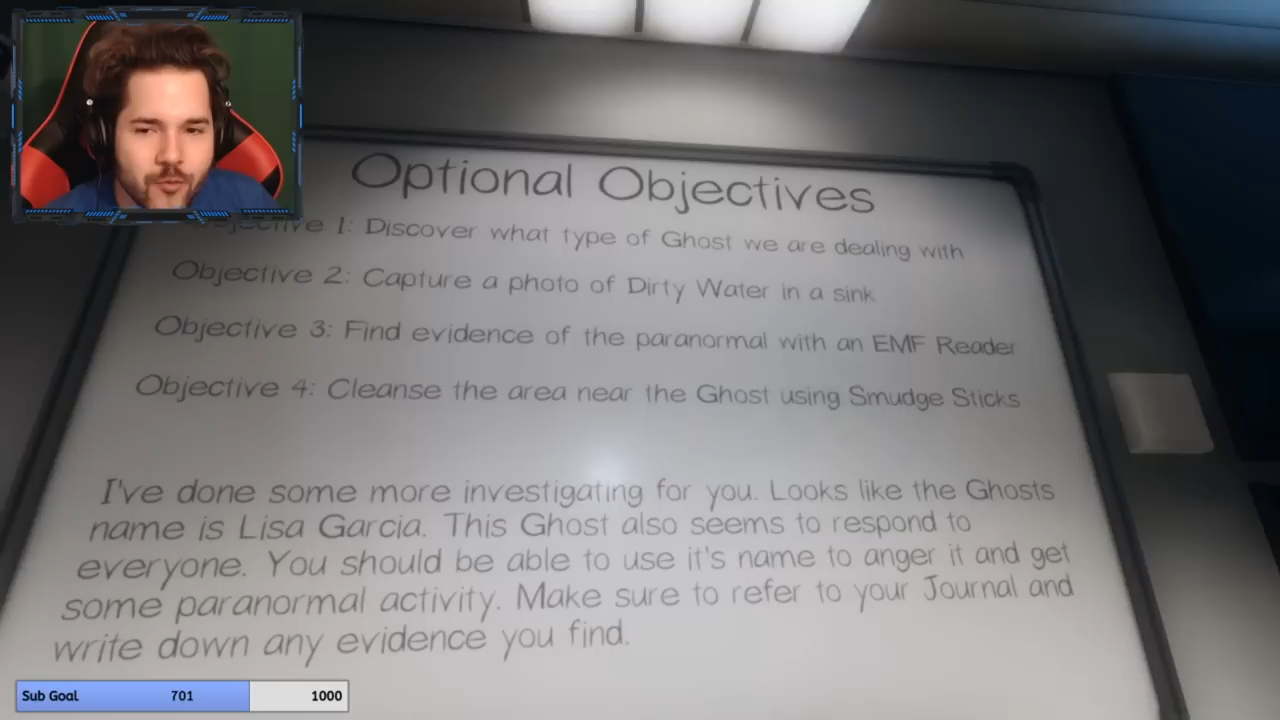 Optional Objectives
1: Discover what type of Ghost we are dealing with
Objective 2: Capture a photo of Dirty Water in a sink
Objective 3: Find evidence of the paranormal with an EMF Reader
Objective 4: Cleanse the area near the Ghost using Smudge Sticks
I've done some more investigating for you. Looks like the Ghosts
name is Lisa Garcia. This Ghost also seems to respond to
everyone. You should be able to use it's name to anger it and get
some paranormal activity. Make sure to refer to your Journal and
write down any evidence you find.
Sub Goal 701 1000